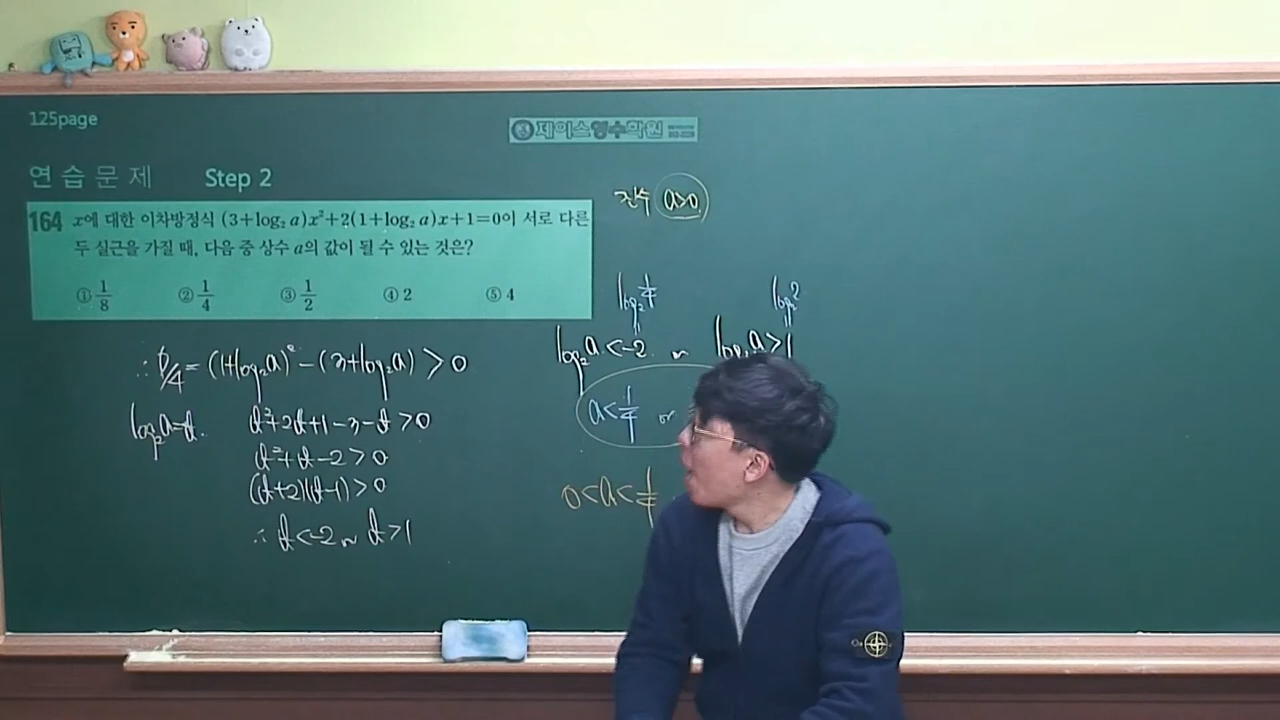 125page
제이스영수학원
연습문제 Step 2
164 x에 대한 이차방정식 (3+log₂ a)x²+2(1+log₂ a)x+1=0이 서로 다른
두 실근을 가질 때, 다음 중 상수 a의 값이 될 수 있는 것은?
① 1/8 ② 1/4 ③ 1/2 ④ 2 ⑤ 4
진수 a>0
∴ D/4 = (1+log₂a)² - (3+log₂a) > 0
log₂a=t. t²+2t+1-3-t>0
t²+t-2>0
(t+2)(t-1)>0
∴ t<-2 or t>1
log₂ 1/4 log₂ 2
log₂a < -2 or log₂a > 1
a < 1/4 or
0<a<1/4